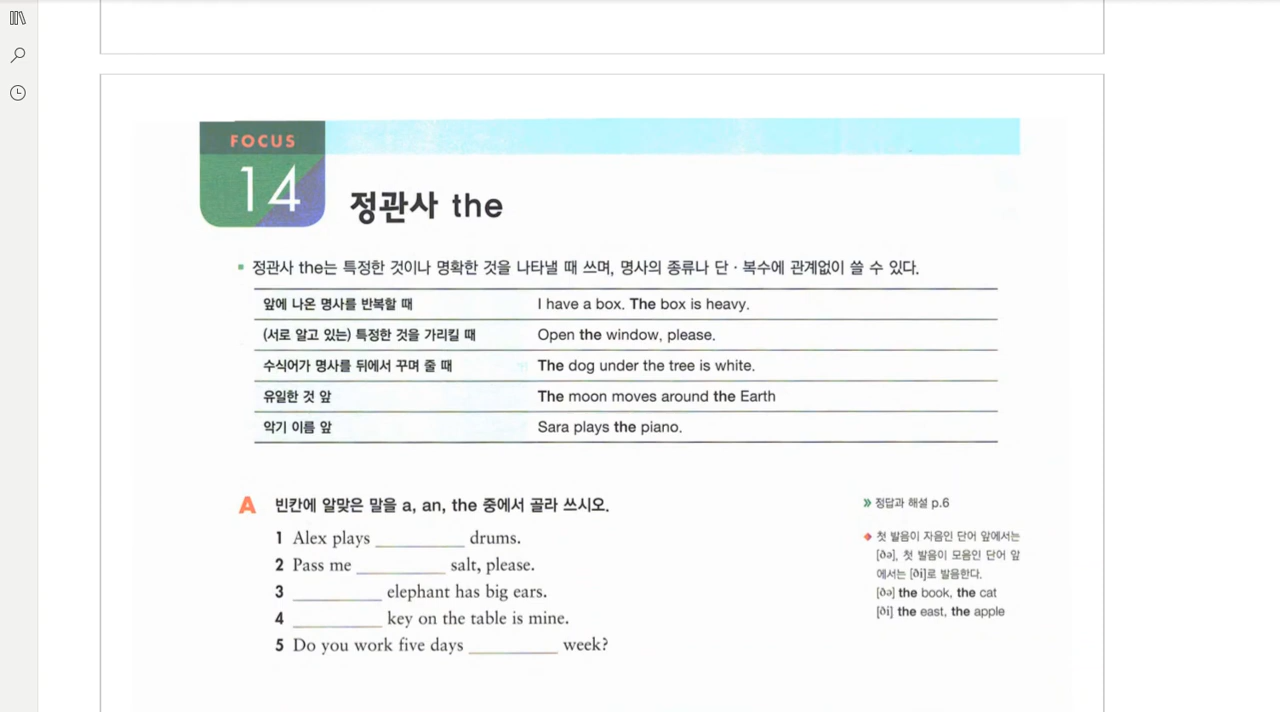 FOCUS
14
정관사 the
정관사 the는 특정한 것이나 명확한 것을 나타낼 때 쓰며, 명사의 종류나 단·복수에 관계없이 쓸 수 있다.
앞에 나온 명사를 반복할 때 I have a box. The box is heavy.
(서로 알고 있는) 특정한 것을 가리킬 때 Open the window, please.
수식어가 명사를 뒤에서 꾸며 줄 때 The dog under the tree is white.
유일한 것 앞 The moon moves around the Earth
악기 이름 앞 Sara plays the piano.
A 빈칸에 알맞은 말을 a, an, the 중에서 골라 쓰시오.
1 Alex plays __________ drums.
2 Pass me __________ salt, please.
3 __________ elephant has big ears.
4 __________ key on the table is mine.
5 Do you work five days __________ week?
» 정답과 해설 p.6
첫 발음이 자음인 단어 앞에서는
[ðə], 첫 발음이 모음인 단어 앞
에서는 [ði]로 발음한다.
[ðə] the book, the cat
[ði] the east, the apple